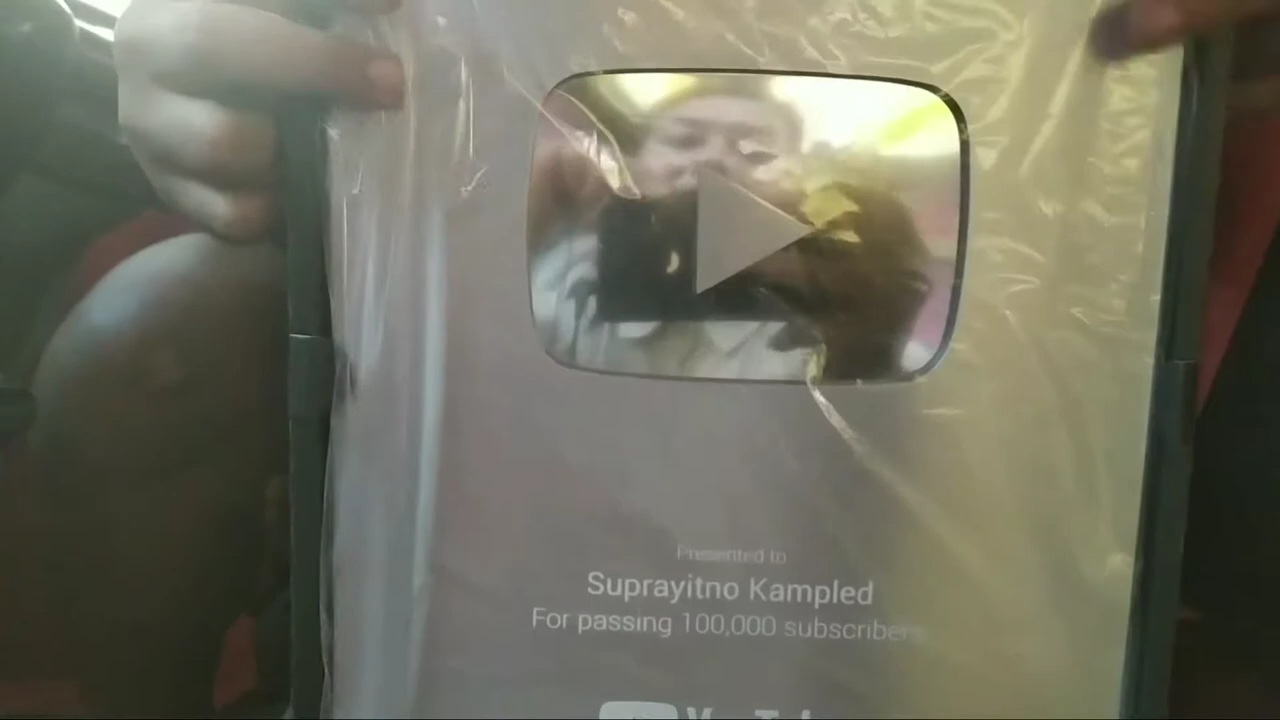 Presented to
Suprayitno Kampled
For passing 100,000 subscribers